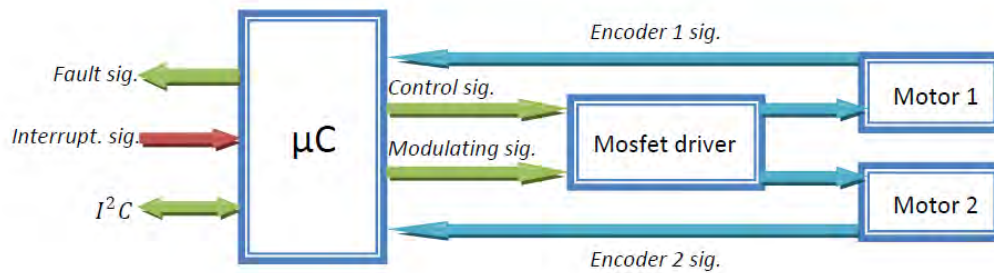 Encoder 1 sig.
Fault sig.
Control sig.
Motor 1
Interrupt. sig.
μC
Mosfet driver
Modulating sig.
I²C
Motor 2
Encoder 2 sig.